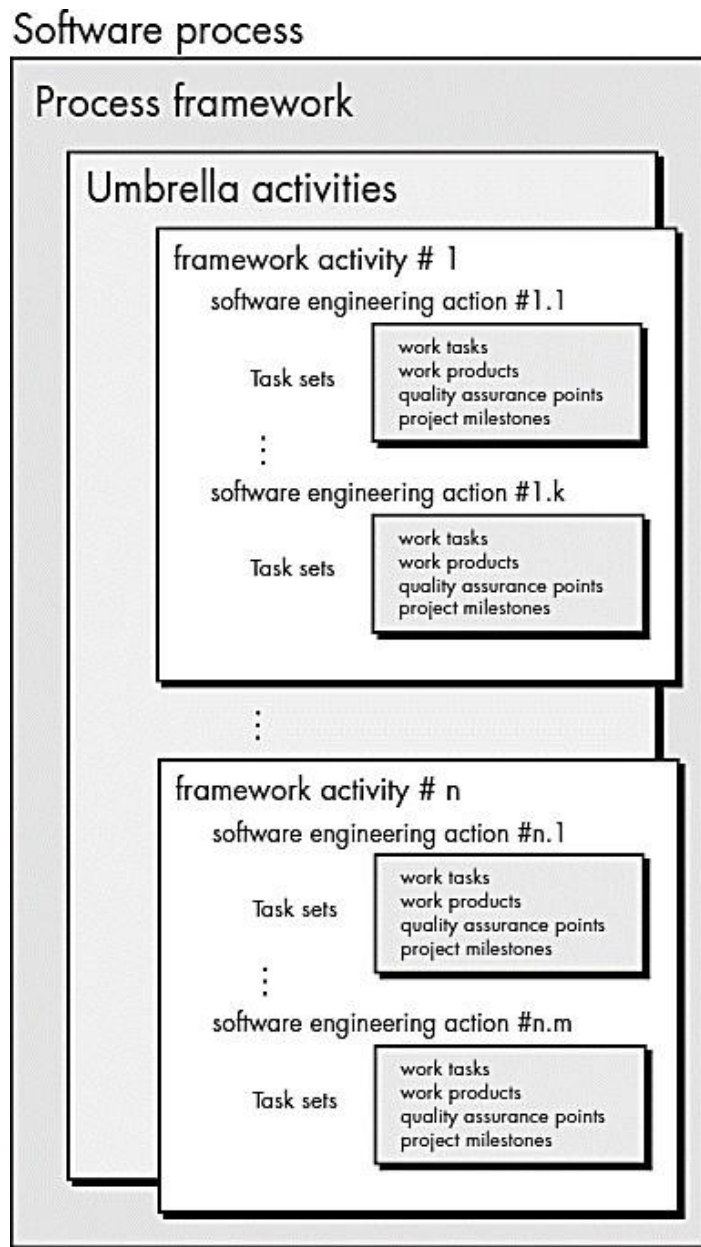 Software process
Process framework
Umbrella activities
framework activity # 1
software engineering action #1.1
Task sets
work tasks
work products
quality assurance points
project milestones
software engineering action #1.k
Task sets
work tasks
work products
quality assurance points
project milestones
framework activity # n
software engineering action #n.1
Task sets
work tasks
work products
quality assurance points
project milestones
software engineering action #n.m
Task sets
work tasks
work products
quality assurance points
project milestones